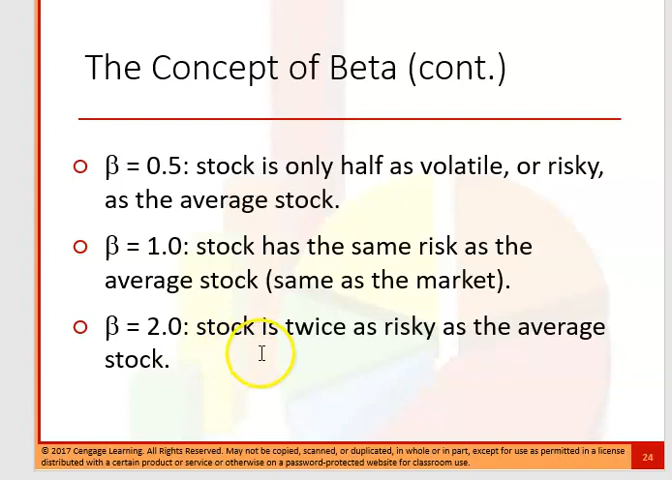 The Concept of Beta (cont.)
β = 0.5: stock is only half as volatile, or risky,
as the average stock.
β = 1.0: stock has the same risk as the
average stock (same as the market).
β = 2.0: stock is twice as risky as the average
stock.
© 2017 Cengage Learning. All Rights Reserved. May not be copied, scanned, or duplicated, in whole or in part, except for use as permitted in a license
distributed with a certain product or service or otherwise on a password-protected website for classroom use.
24